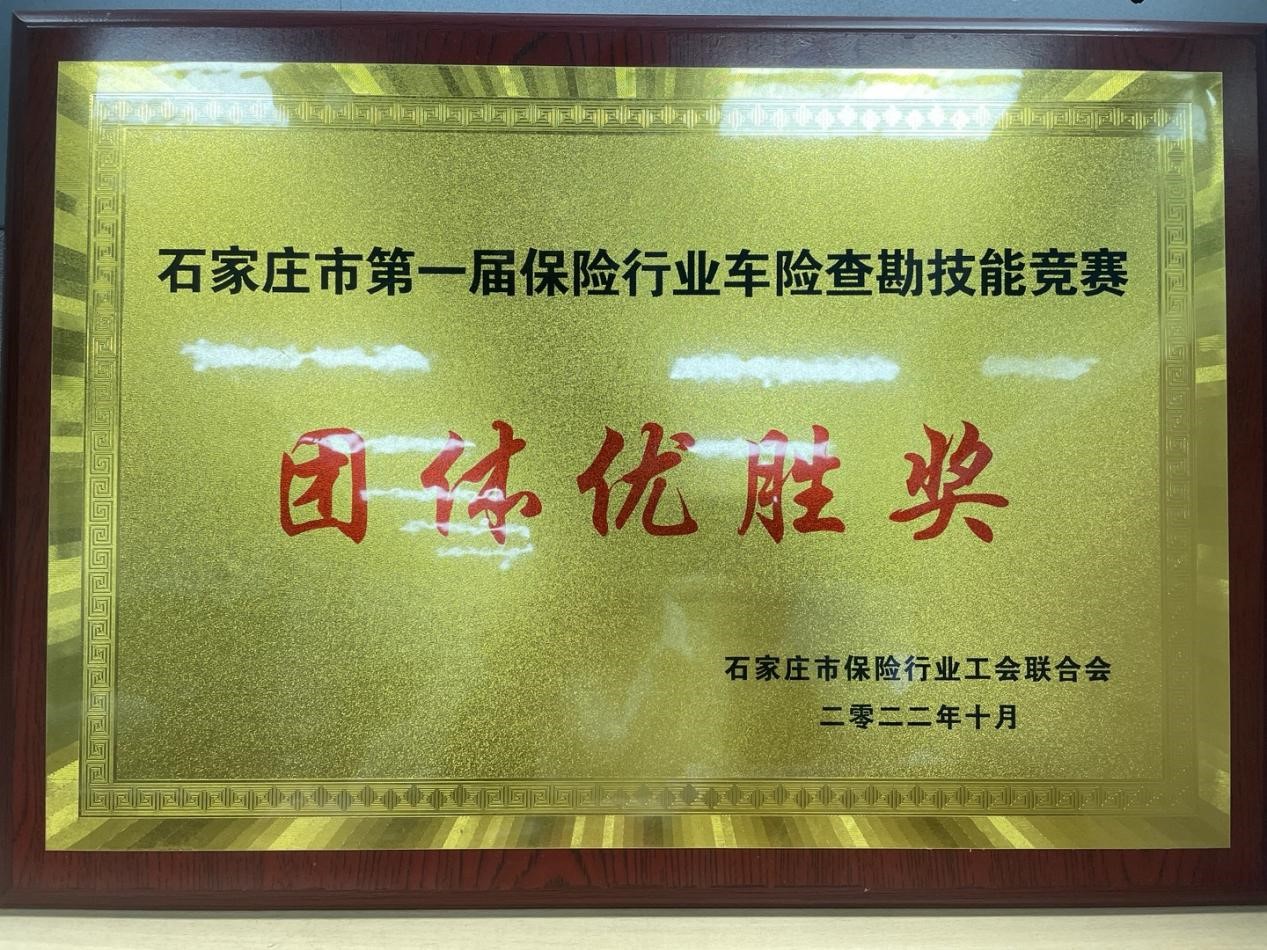 石家庄市第一届保险行业车险查勘技能竞赛
团体优胜奖
石家庄市保险行业工会联合会
二零二二年十月